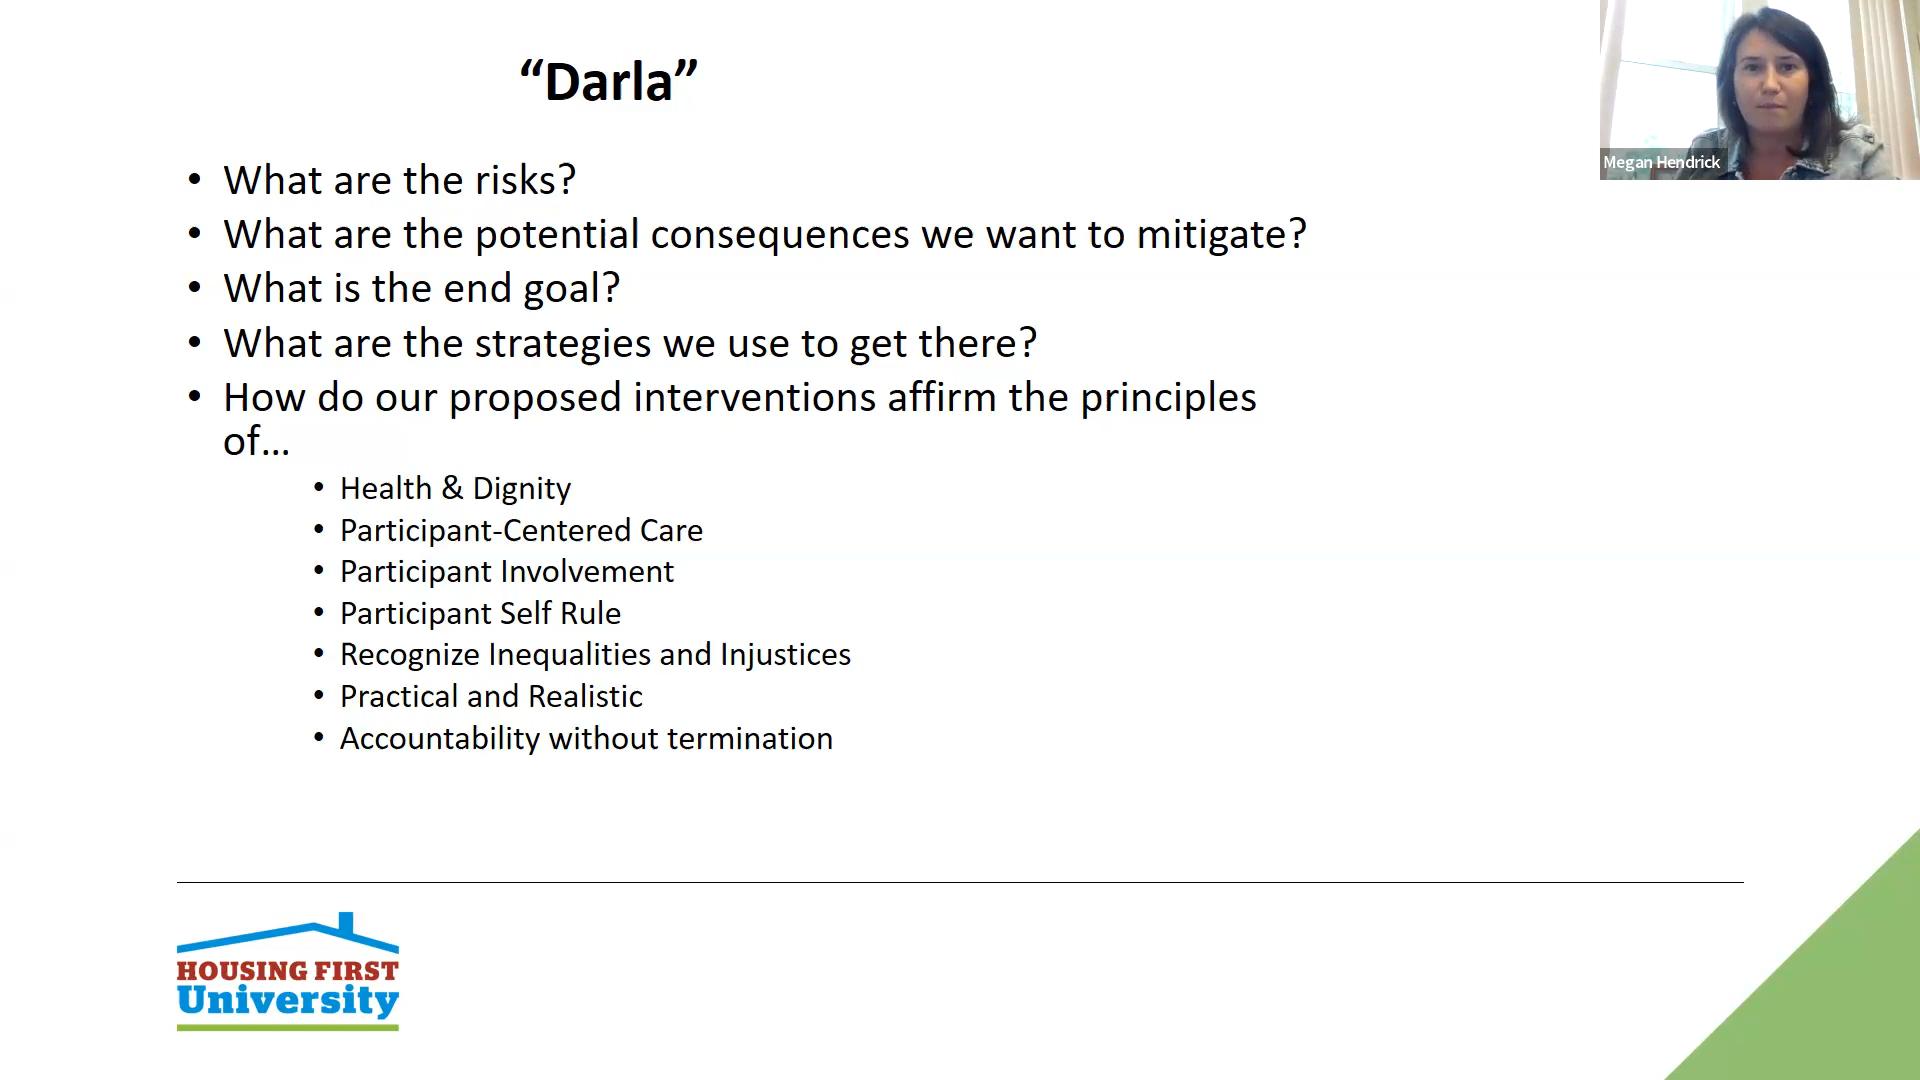 “Darla”
Megan Hendrick
• What are the risks?
• What are the potential consequences we want to mitigate?
• What is the end goal?
• What are the strategies we use to get there?
• How do our proposed interventions affirm the principles
of...
• Health & Dignity
• Participant-Centered Care
• Participant Involvement
• Participant Self Rule
• Recognize Inequalities and Injustices
• Practical and Realistic
• Accountability without termination
HOUSING FIRST
University